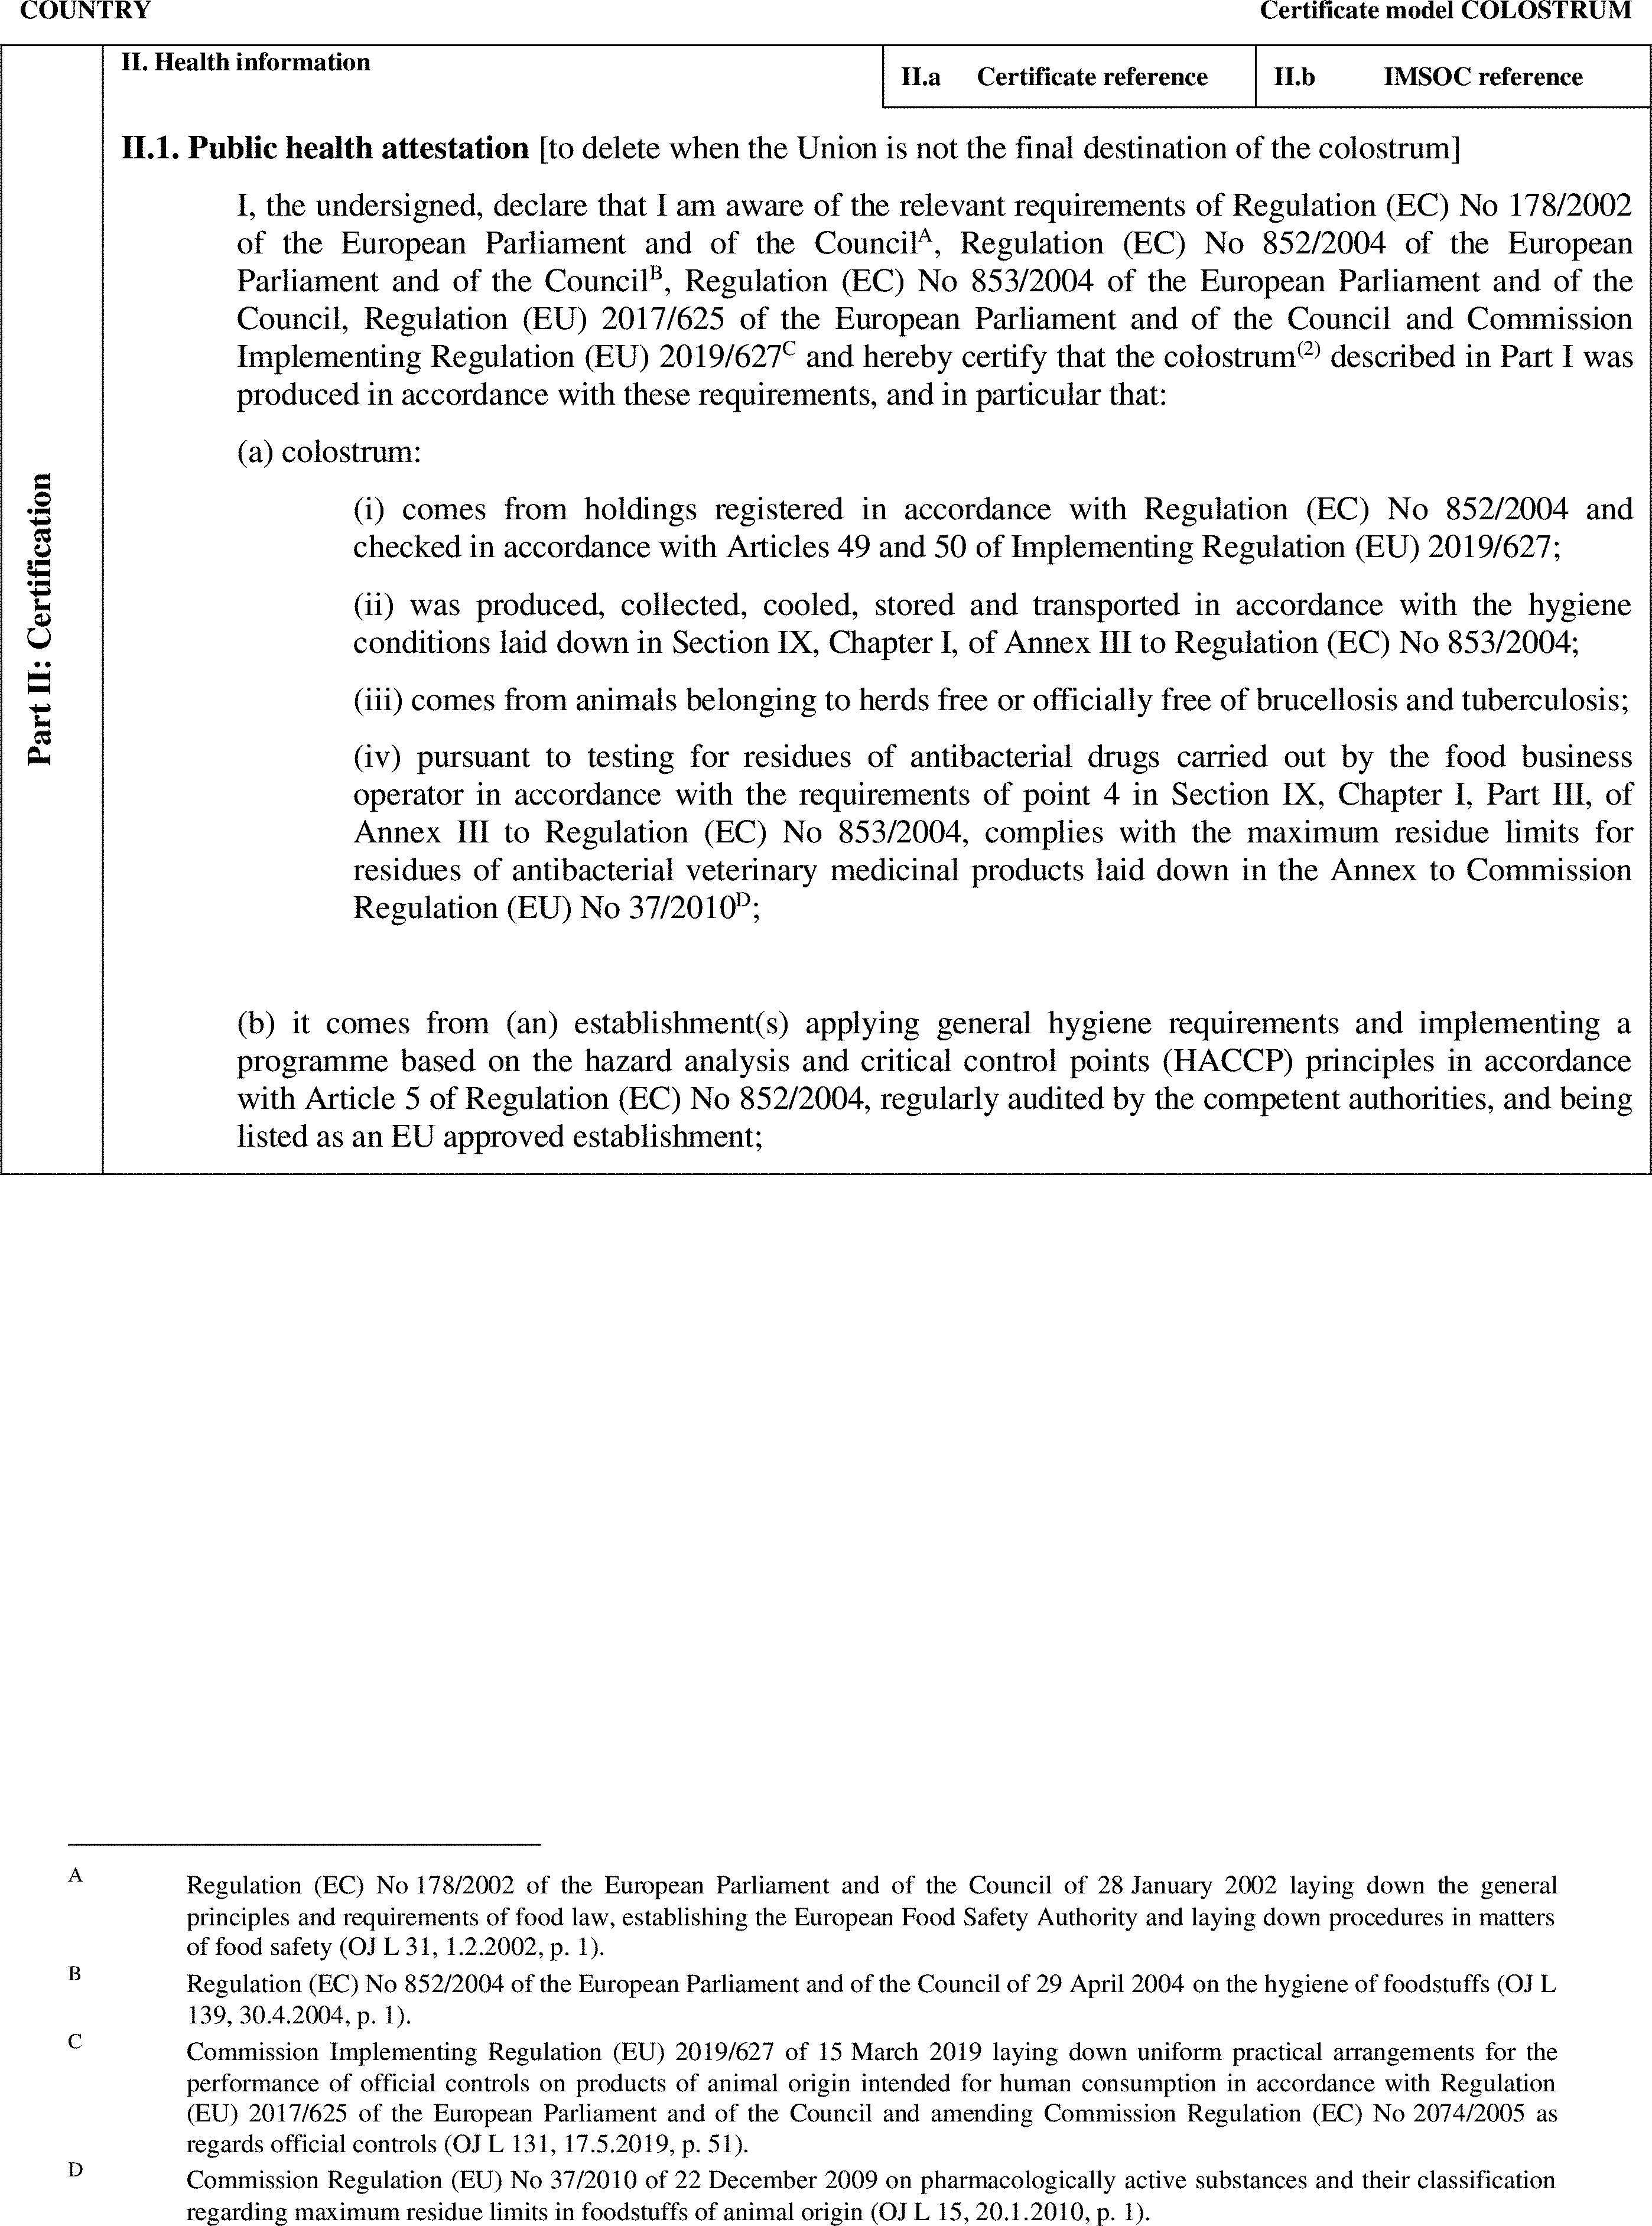 COUNTRY Certificate model COLOSTRUM
II. Health information
II.a Certificate reference II.b IMSOC reference
Part II: Certification
II.1. Public health attestation [to delete when the Union is not the final destination of the colostrum]
I, the undersigned, declare that I am aware of the relevant requirements of Regulation (EC) No 178/2002
of the European Parliament and of the Council^A, Regulation (EC) No 852/2004 of the European
Parliament and of the Council^B, Regulation (EC) No 853/2004 of the European Parliament and of the
Council, Regulation (EU) 2017/625 of the European Parliament and of the Council and Commission
Implementing Regulation (EU) 2019/627^C and hereby certify that the colostrum^(2) described in Part I was
produced in accordance with these requirements, and in particular that:
(a) colostrum:
(i) comes from holdings registered in accordance with Regulation (EC) No 852/2004 and
checked in accordance with Articles 49 and 50 of Implementing Regulation (EU) 2019/627;
(ii) was produced, collected, cooled, stored and transported in accordance with the hygiene
conditions laid down in Section IX, Chapter I, of Annex III to Regulation (EC) No 853/2004;
(iii) comes from animals belonging to herds free or officially free of brucellosis and tuberculosis;
(iv) pursuant to testing for residues of antibacterial drugs carried out by the food business
operator in accordance with the requirements of point 4 in Section IX, Chapter I, Part III, of
Annex III to Regulation (EC) No 853/2004, complies with the maximum residue limits for
residues of antibacterial veterinary medicinal products laid down in the Annex to Commission
Regulation (EU) No 37/2010^D;
(b) it comes from (an) establishment(s) applying general hygiene requirements and implementing a
programme based on the hazard analysis and critical control points (HACCP) principles in accordance
with Article 5 of Regulation (EC) No 852/2004, regularly audited by the competent authorities, and being
listed as an EU approved establishment;
A Regulation (EC) No 178/2002 of the European Parliament and of the Council of 28 January 2002 laying down the general
principles and requirements of food law, establishing the European Food Safety Authority and laying down procedures in matters
of food safety (OJ L 31, 1.2.2002, p. 1).
B Regulation (EC) No 852/2004 of the European Parliament and of the Council of 29 April 2004 on the hygiene of foodstuffs (OJ L
139, 30.4.2004, p. 1).
C Commission Implementing Regulation (EU) 2019/627 of 15 March 2019 laying down uniform practical arrangements for the
performance of official controls on products of animal origin intended for human consumption in accordance with Regulation
(EU) 2017/625 of the European Parliament and of the Council and amending Commission Regulation (EC) No 2074/2005 as
regards official controls (OJ L 131, 17.5.2019, p. 51).
D Commission Regulation (EU) No 37/2010 of 22 December 2009 on pharmacologically active substances and their classification
regarding maximum residue limits in foodstuffs of animal origin (OJ L 15, 20.1.2010, p. 1).